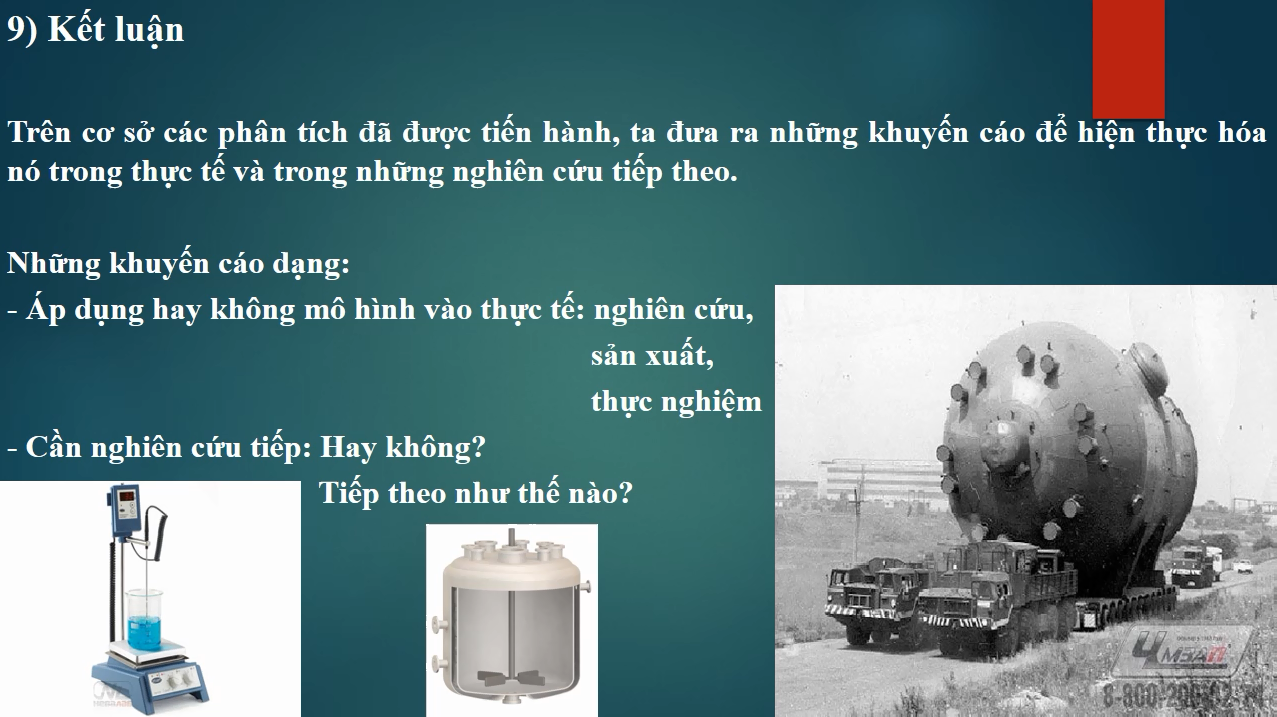 9) Kết luận
Trên cơ sở các phân tích đã được tiến hành, ta đưa ra những khuyến cáo để hiện thực hóa
nó trong thực tế và trong những nghiên cứu tiếp theo.
Những khuyến cáo dạng:
- Áp dụng hay không mô hình vào thực tế: nghiên cứu,
sản xuất,
thực nghiệm
- Cần nghiên cứu tiếp: Hay không?
Tiếp theo như thế nào?
ЧМЗАП